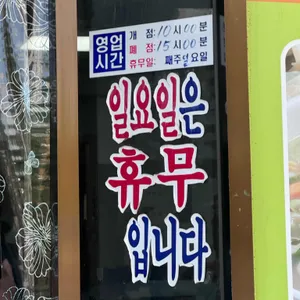 영업
시간
개 점: 10시00분
폐 점: 15시00분
휴무일: 매주일요일
일요일은
휴무
입니다